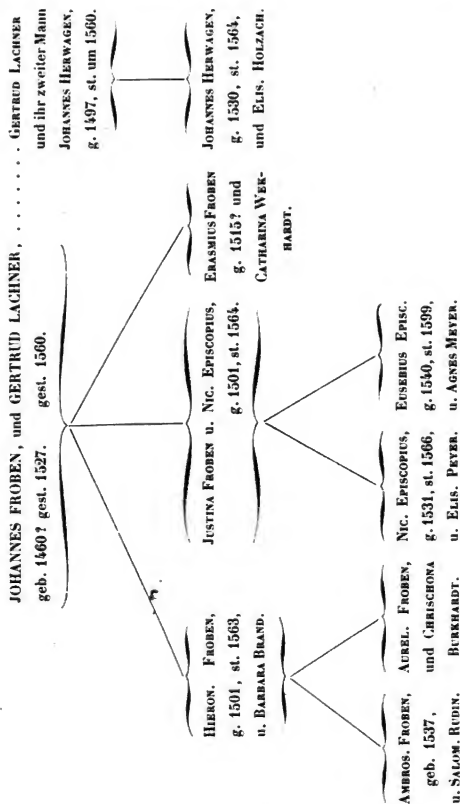 JOHANNES FROBEN, und GERTRUD LACHNER, . . . . . . . . GERTRUD LACHNER
geb. 1460? gest. 1527. gest. 1560.
und ihr zweiter Mann
JOHANNES HERWAGEN,
g. 1497, st. um 1560.
HIERON. FROBEN,
g. 1501, st. 1563,
u. BARBARA BRAND.
JUSTINA FROBEN u. NIC. EPISCOPIUS,
g. 1501, st. 1564.
ERASMIUS FROBEN
g. 1515? und
CATHARINA WEK-
HARDT.
JOHANNES HERWAGEN,
g. 1530, st. 1564,
und ELIS. HOLZACH.
AMBROS. FROBEN,
geb. 1537,
u. SALOM. RUDIN.
AUREL. FROBEN,
und CHRISCHONA
BURKHARDT.
NIC. EPISCOPIUS,
g. 1531, st. 1566,
u. ELIS. PEYER.
EUSEBIUS EPISC.
g. 1540, st. 1599,
u. AGNES MEYER.